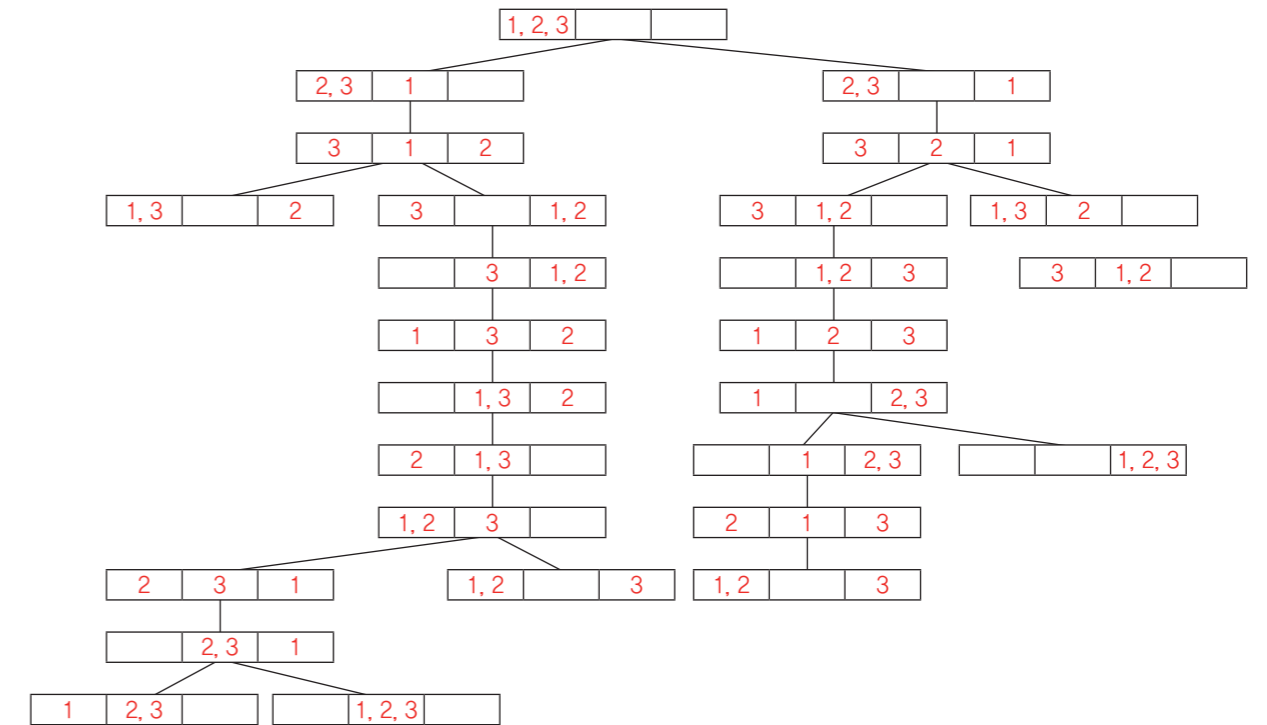 1, 2, 3
2, 3 1 2, 3 1
3 1 2 3 2 1
1, 3 2 3 1, 2 3 1, 2 1, 3 2
3 1, 2 1, 2 3 3 1, 2
1 3 2 1 2 3
1, 3 2 1 2, 3
2 1, 3 1 2, 3 1, 2, 3
1, 2 3 2 1 3
2 3 1 1, 2 3 1, 2 3
2, 3 1
1 2, 3 1, 2, 3